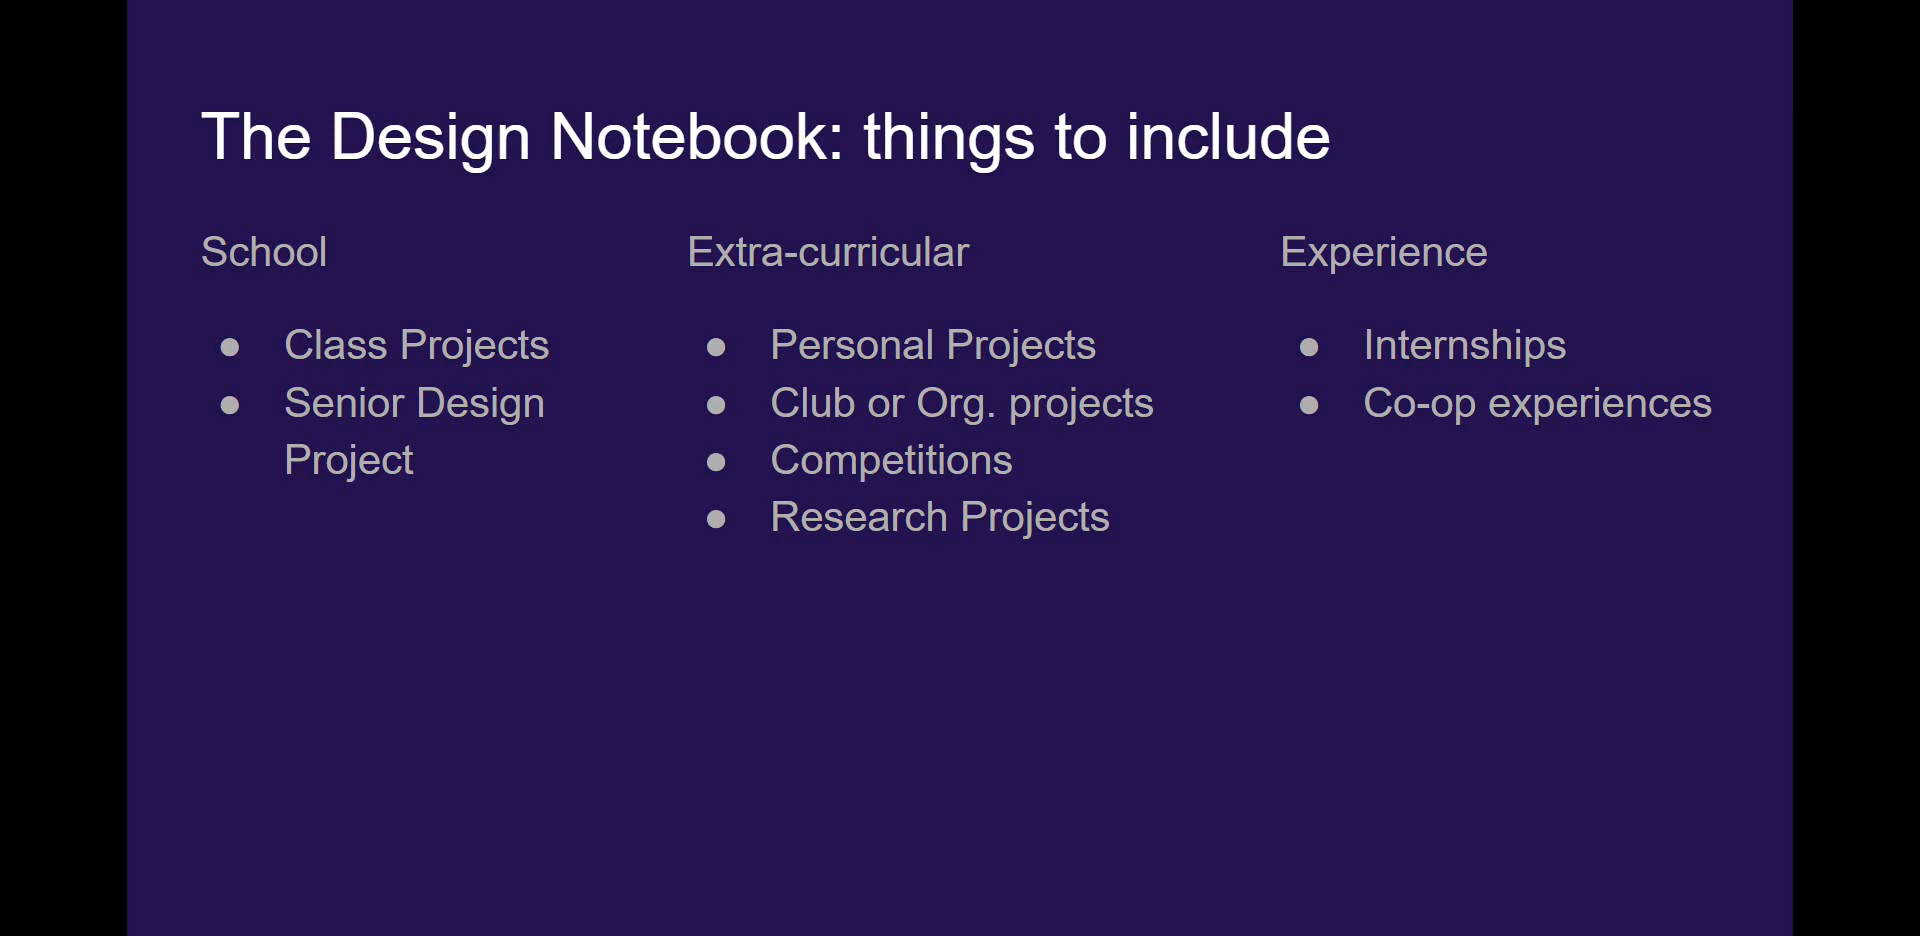 The Design Notebook: things to include
School
● Class Projects
● Senior Design
Project
Extra-curricular
● Personal Projects
● Club or Org. projects
● Competitions
● Research Projects
Experience
● Internships
● Co-op experiences